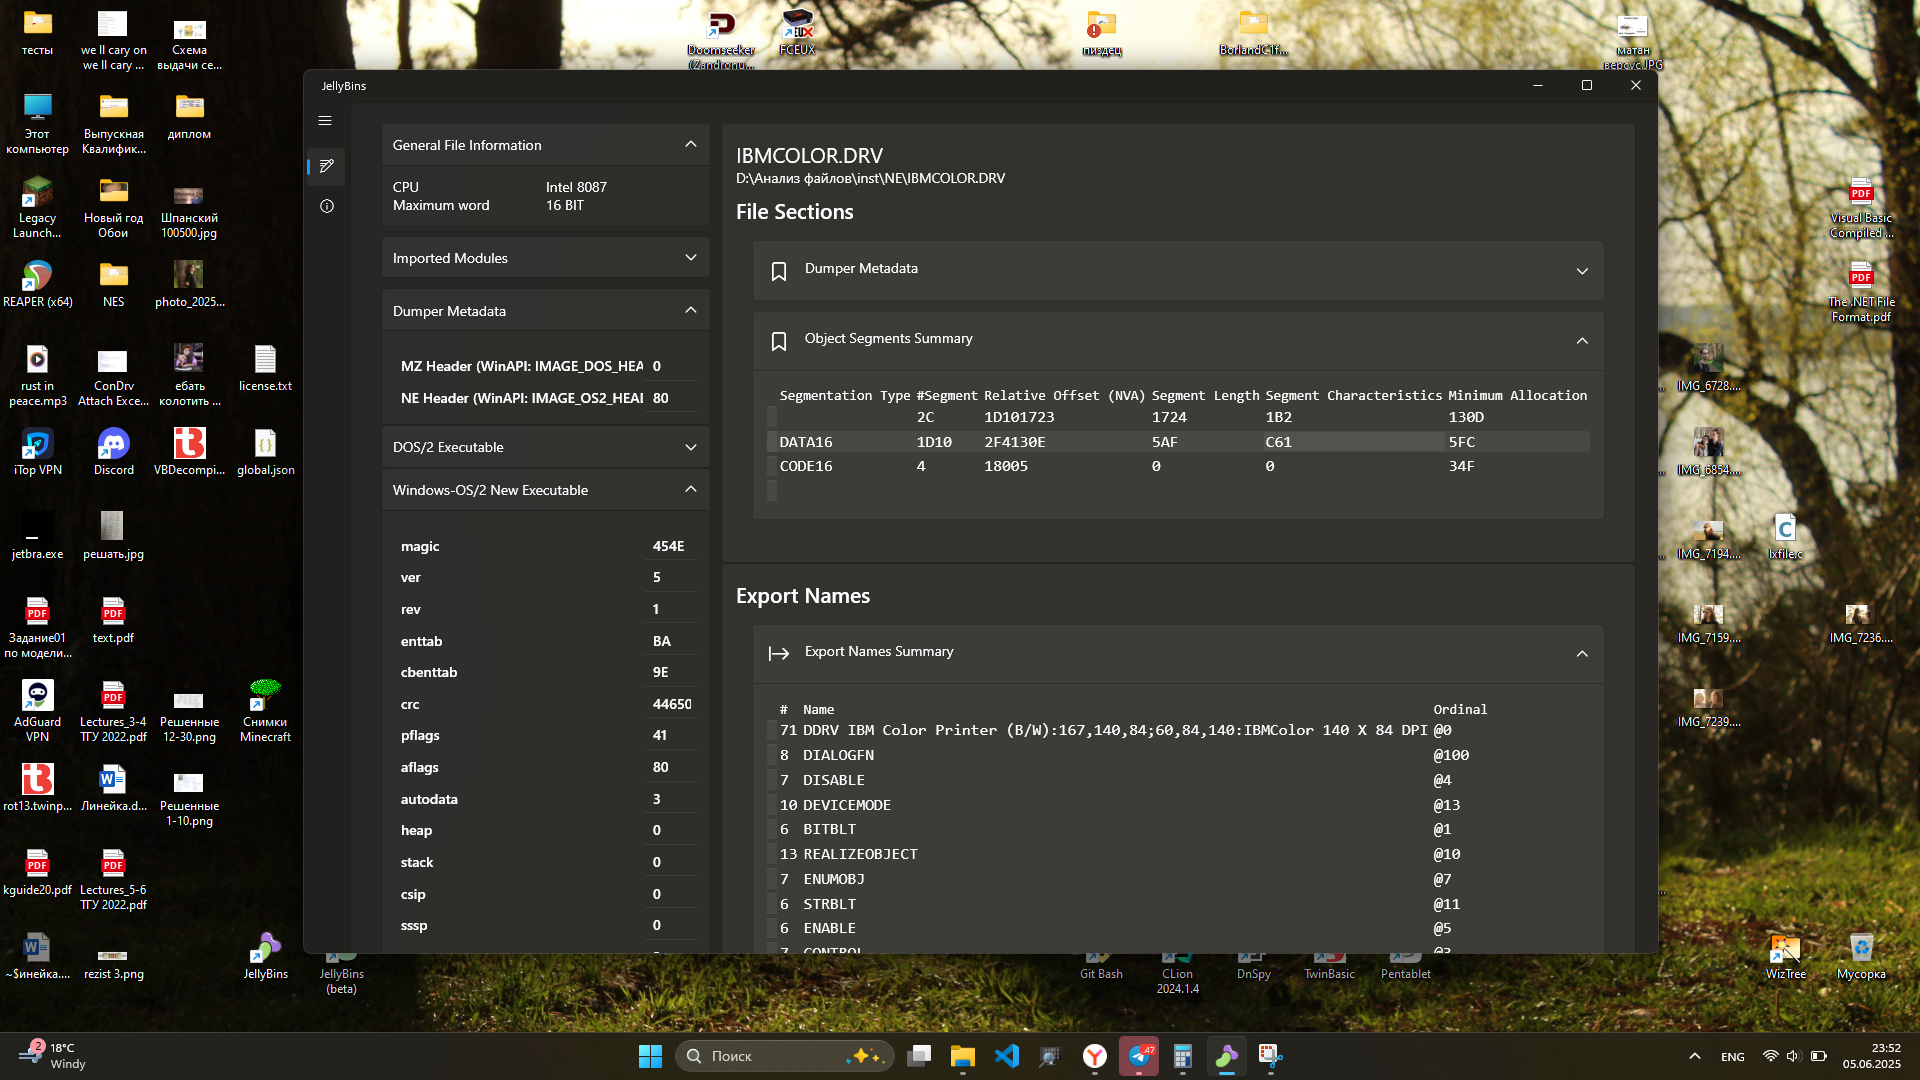 тесты
we ll cary on
we ll cary ...
Схема
выдачи се...
Doomseeker
(Zandronu...
FCEUX
пиздец
BorlandC1f...
матан
версус.JPG
Этот
компьютер
Выпускная
Квалифик...
диплом
Legacy
Launch...
Новый год
Обои
Шпанский
100500.jpg
REAPER (x64)
NES
photo_2025...
rust in
peace.mp3
ConDrv
Attach Exce...
ебать
колотить ...
license.txt
iTop VPN
Discord
VBDecompi...
global.json
jetbra.exe
решать.jpg
Задание01
по модели...
text.pdf
AdGuard
VPN
Lectures_3-4
ТГУ 2022.pdf
Решенные
12-30.png
Снимки
Minecraft
rot13.twinp...
Линейка.d...
Решенные
1-10.png
kguide20.pdf
Lectures_5-6
ТГУ 2022.pdf
~$инейка....
rezist 3.png
JellyBins
JellyBins
(beta)
JellyBins
General File Information
CPU Intel 8087
Maximum word 16 BIT
Imported Modules
Dumper Metadata
MZ Header (WinAPI: IMAGE_DOS_HEA 0
NE Header (WinAPI: IMAGE_OS2_HEAI 80
DOS/2 Executable
Windows-OS/2 New Executable
magic 454E
ver 5
rev 1
enttab BA
cbenttab 9E
crc 44650
pflags 41
aflags 80
autodata 3
heap 0
stack 0
csip 0
sssp 0
IBMCOLOR.DRV
D:\Анализ файлов\inst\NE\IBMCOLOR.DRV
File Sections
Dumper Metadata
Object Segments Summary
Segmentation Type #Segment Relative Offset (NVA) Segment Length Segment Characteristics Minimum Allocation
2C 1D101723 1724 1B2 130D
DATA16 1D10 2F4130E 5AF C61 5FC
CODE16 4 18005 0 0 34F
Export Names
Export Names Summary
# Name Ordinal
71 DDRV IBM Color Printer (B/W):167,140,84;60,84,140:IBMColor 140 X 84 DPI @0
8 DIALOGFN @100
7 DISABLE @4
10 DEVICEMODE @13
6 BITBLT @1
13 REALIZEOBJECT @10
7 ENUMOBJ @7
6 STRBLT @11
6 ENABLE @5
7 CONTROL @3
Visual Basic
Compiled ...
The .NET File
Format.pdf
IMG_6728....
IMG_6854....
IMG_7194....
lxfile.c
IMG_7159....
IMG_7236....
IMG_7239....
Git Bash
CLion
2024.1.4
DnSpy
TwinBasic
Pentablet
WizTree
Мусорка
2
18°C
Windy
Поиск
47
ENG
23:52
05.06.2025